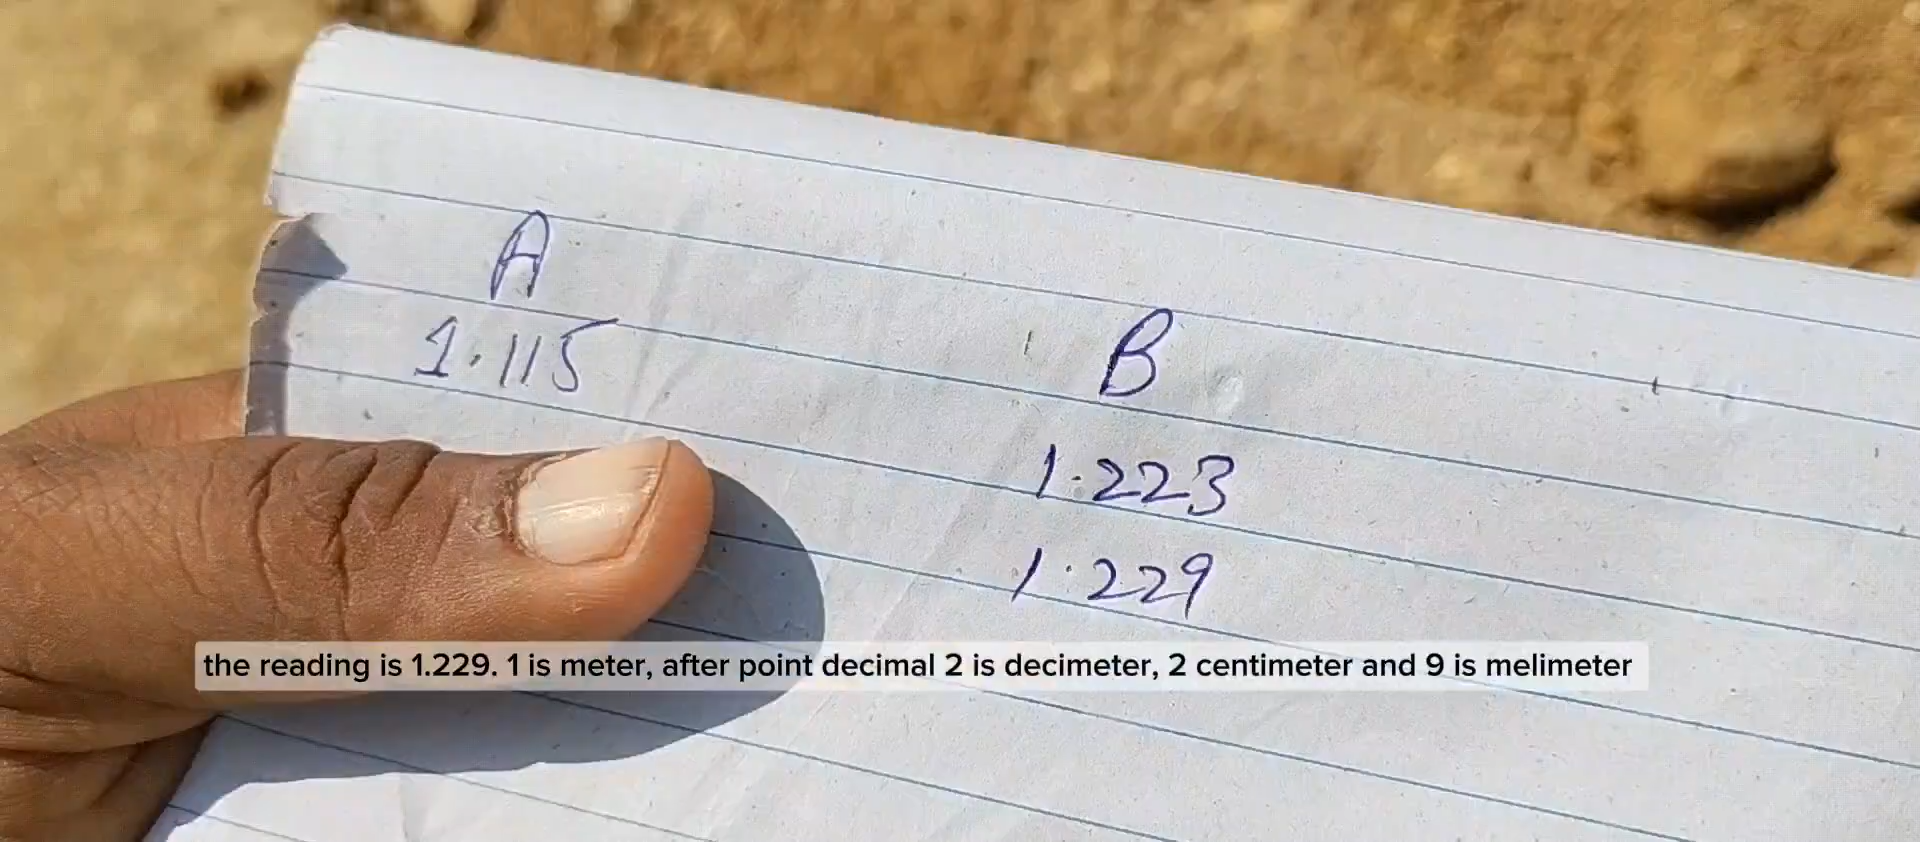 A
1.115
B
1.223
1.229
the reading is 1.229. 1 is meter, after point decimal 2 is decimeter, 2 centimeter and 9 is melimeter